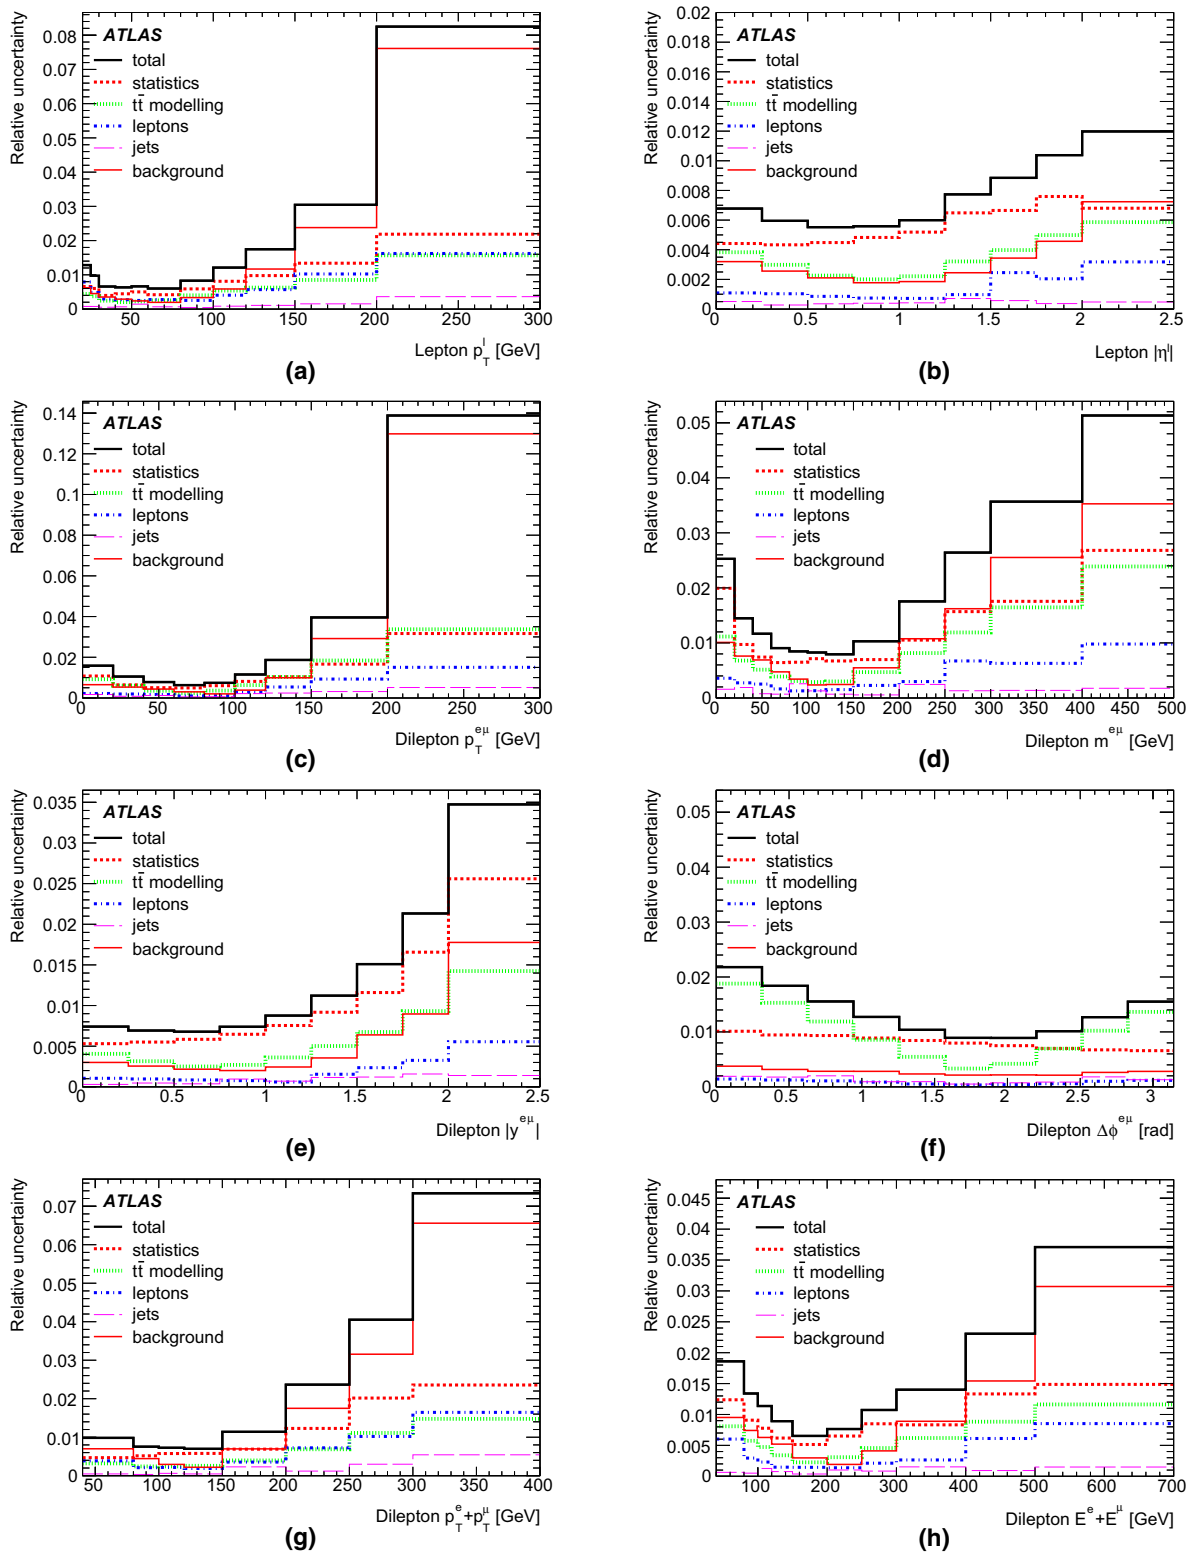 ATLAS
total
statistics
tt̄ modelling
leptons
jets
background
Relative uncertainty
0.08
0.07
0.06
0.05
0.04
0.03
0.02
0.01
0
50 100 150 200 250 300
Lepton p_T^l [GeV]
(a)
ATLAS
total
statistics
tt̄ modelling
leptons
jets
background
Relative uncertainty
0.02
0.018
0.016
0.014
0.012
0.01
0.008
0.006
0.004
0.002
0
0 0.5 1 1.5 2 2.5
Lepton |η^l|
(b)
ATLAS
total
statistics
tt̄ modelling
leptons
jets
background
Relative uncertainty
0.14
0.12
0.1
0.08
0.06
0.04
0.02
0
0 50 100 150 200 250 300
Dilepton p_T^{eμ} [GeV]
(c)
ATLAS
total
statistics
tt̄ modelling
leptons
jets
background
Relative uncertainty
0.05
0.04
0.03
0.02
0.01
0
0 50 100 150 200 250 300 350 400 450 500
Dilepton m^{eμ} [GeV]
(d)
ATLAS
total
statistics
tt̄ modelling
leptons
jets
background
Relative uncertainty
0.035
0.03
0.025
0.02
0.015
0.01
0.005
0
0 0.5 1 1.5 2 2.5
Dilepton |y^{eμ}|
(e)
ATLAS
total
statistics
tt̄ modelling
leptons
jets
background
Relative uncertainty
0.05
0.04
0.03
0.02
0.01
0
0 0.5 1 1.5 2 2.5 3
Dilepton Δϕ^{eμ} [rad]
(f)
ATLAS
total
statistics
tt̄ modelling
leptons
jets
background
Relative uncertainty
0.07
0.06
0.05
0.04
0.03
0.02
0.01
0
50 100 150 200 250 300 350 400
Dilepton p_T^e+p_T^μ [GeV]
(g)
ATLAS
total
statistics
tt̄ modelling
leptons
jets
background
Relative uncertainty
0.045
0.04
0.035
0.03
0.025
0.02
0.015
0.01
0.005
0
100 200 300 400 500 600 700
Dilepton E^e+E^μ [GeV]
(h)